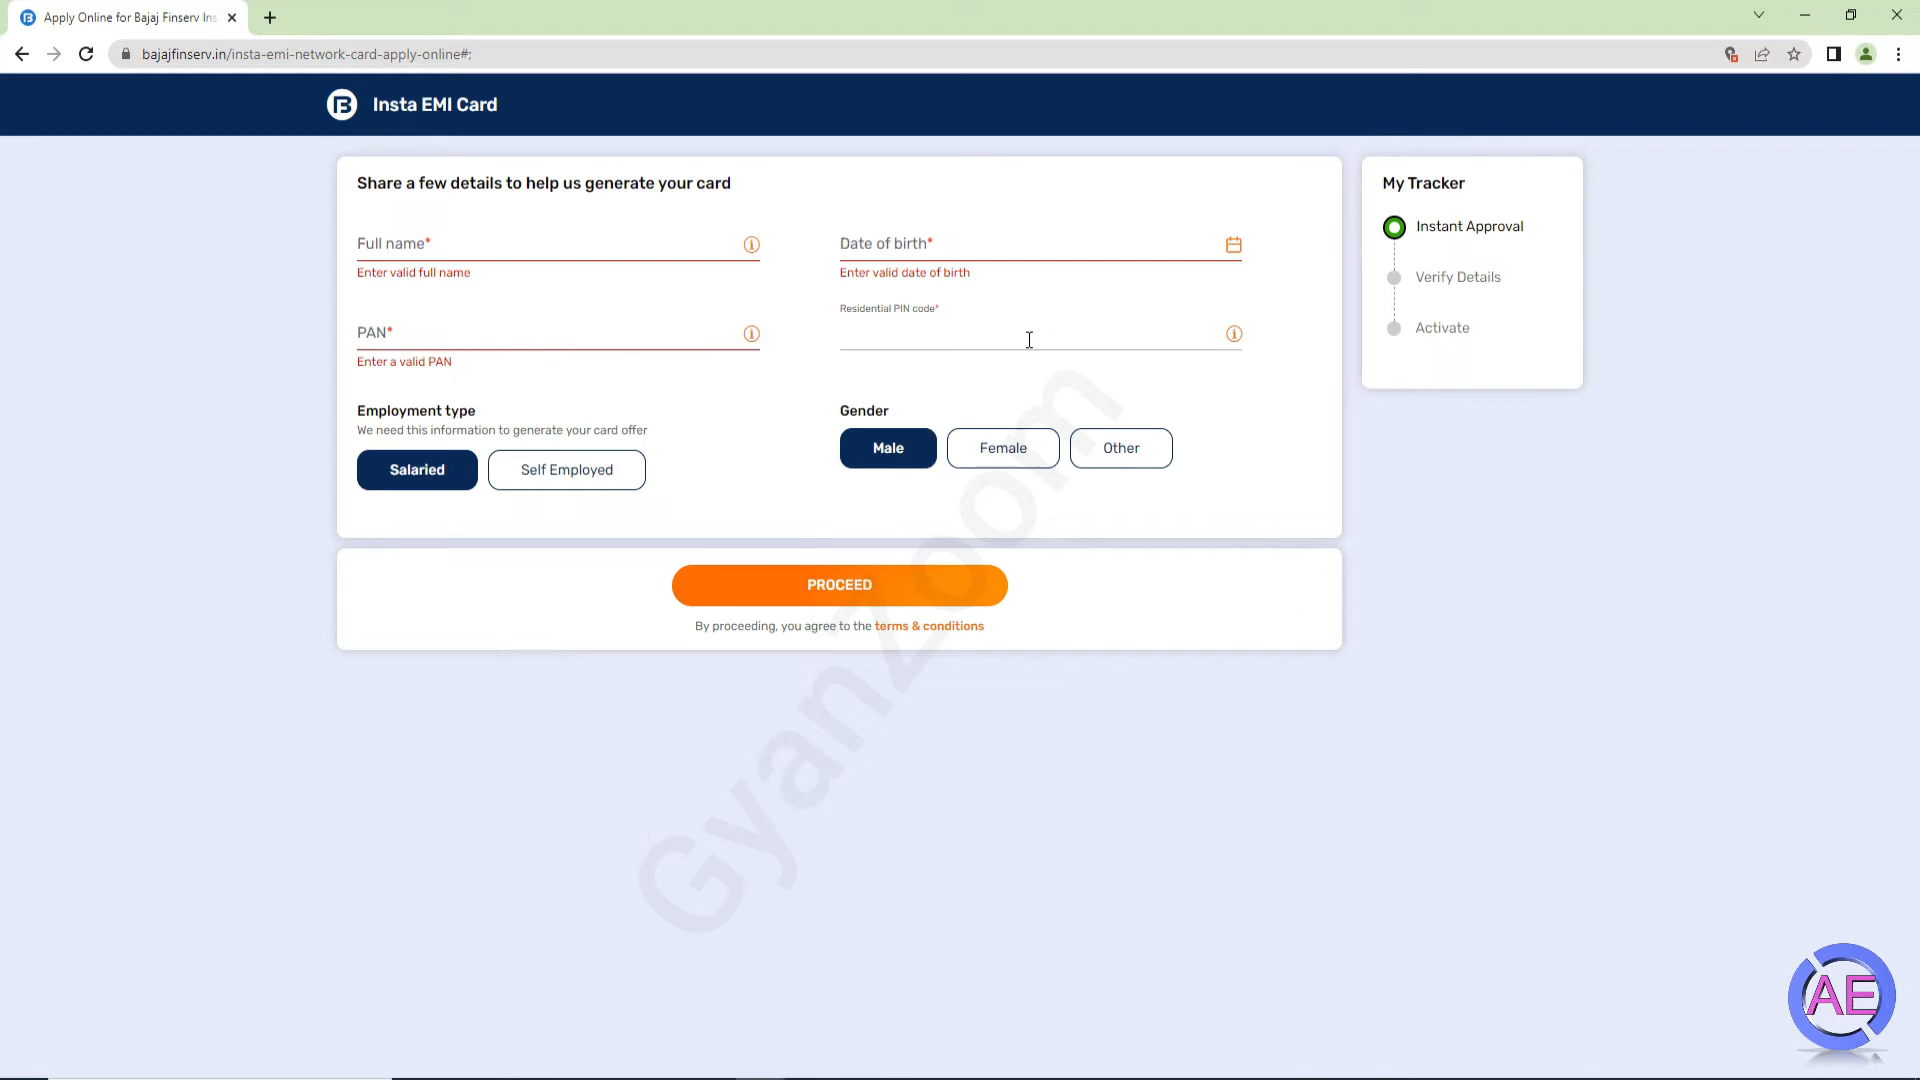 Apply Online for Bajaj Finserv Ins
bajajfinserv.in/insta-emi-network-card-apply-online#;
Insta EMI Card
Share a few details to help us generate your card
Full name*
Enter valid full name
Date of birth*
Enter valid date of birth
PAN*
Enter a valid PAN
Residential PIN code*
Employment type
We need this information to generate your card offer
Salaried
Self Employed
Gender
Male
Female
Other
PROCEED
By proceeding, you agree to the terms & conditions
My Tracker
Instant Approval
Verify Details
Activate
GyanZoom
AE